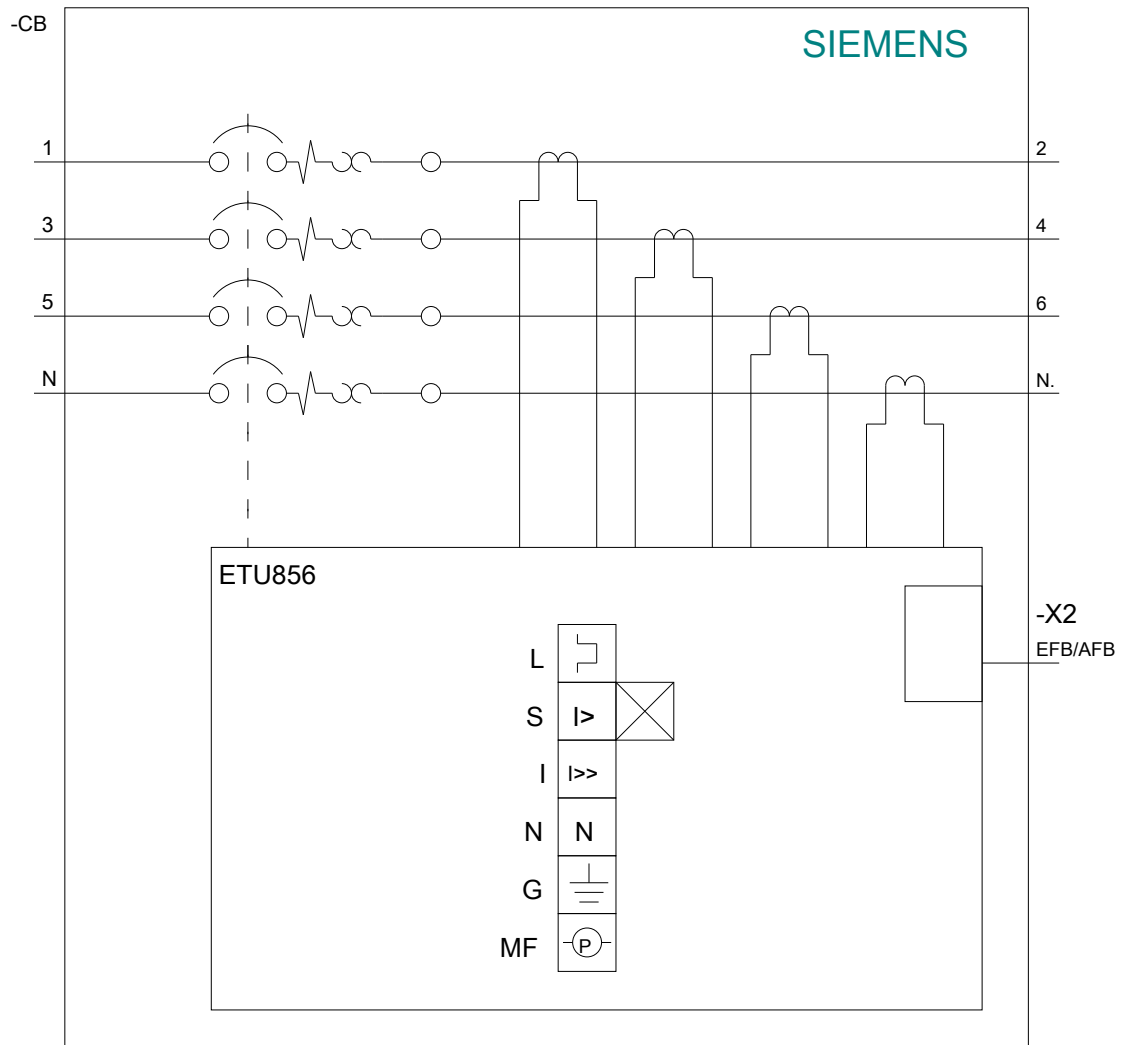 -CB
SIEMENS
1
2
3
4
5
6
N
N.
ETU856
-X2
EFB/AFB
L
S I>
I I>>
N N
G
MF P